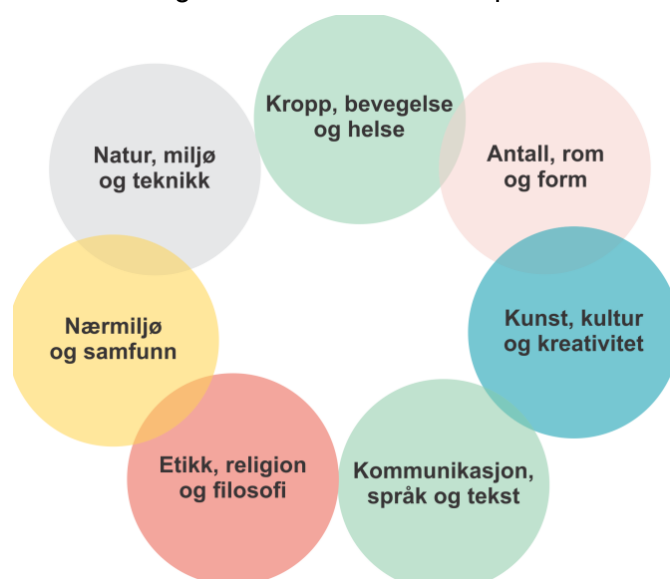 Kropp, bevegelse
og helse
Antall, rom
og form
Kunst, kultur
og kreativitet
Kommunikasjon,
språk og tekst
Etikk, religion
og filosofi
Nærmiljø
og samfunn
Natur, miljø
og teknikk